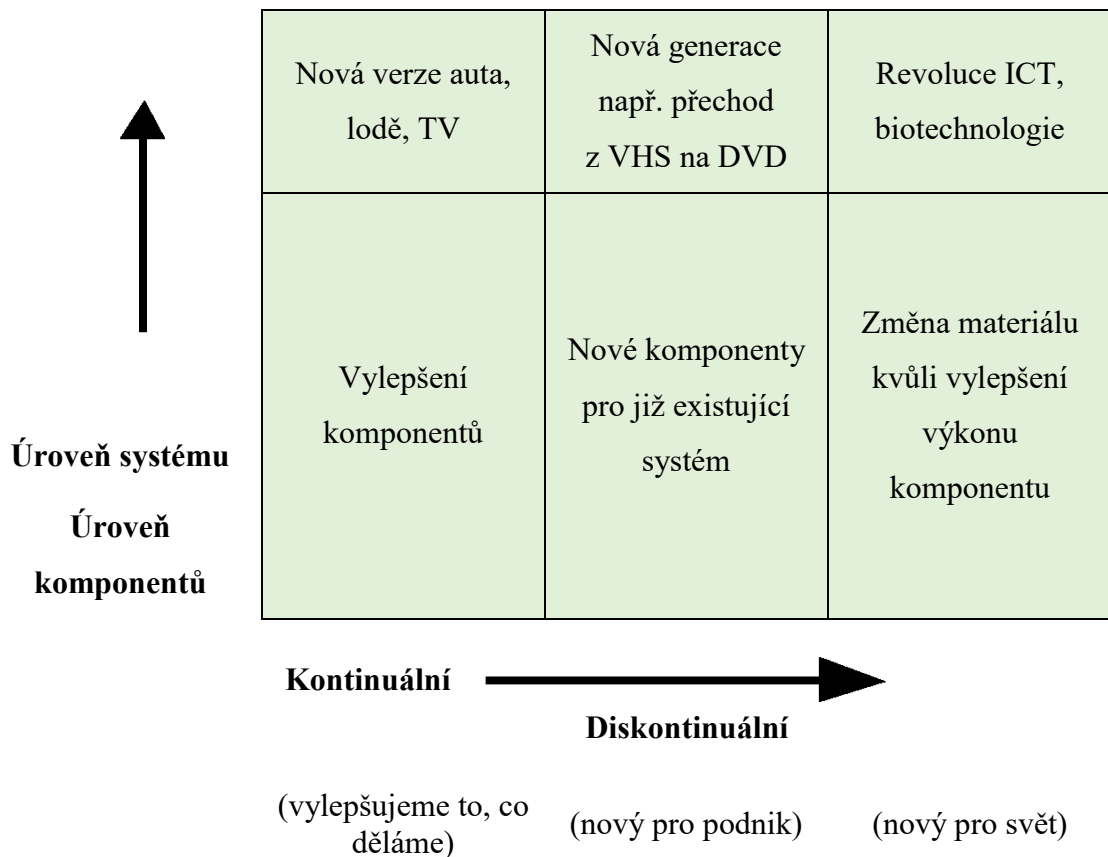 Nová verze auta,
lodě, TV
Nová generace
např. přechod
z VHS na DVD
Revoluce ICT,
biotechnologie
Vylepšení
komponentů
Nové komponenty
pro již existující
systém
Změna materiálu
kvůli vylepšení
výkonu
komponentu
Úroveň systému
Úroveň
komponentů
Kontinuální
Diskontinuální
(vylepšujeme to, co
děláme)
(nový pro podnik)
(nový pro svět)